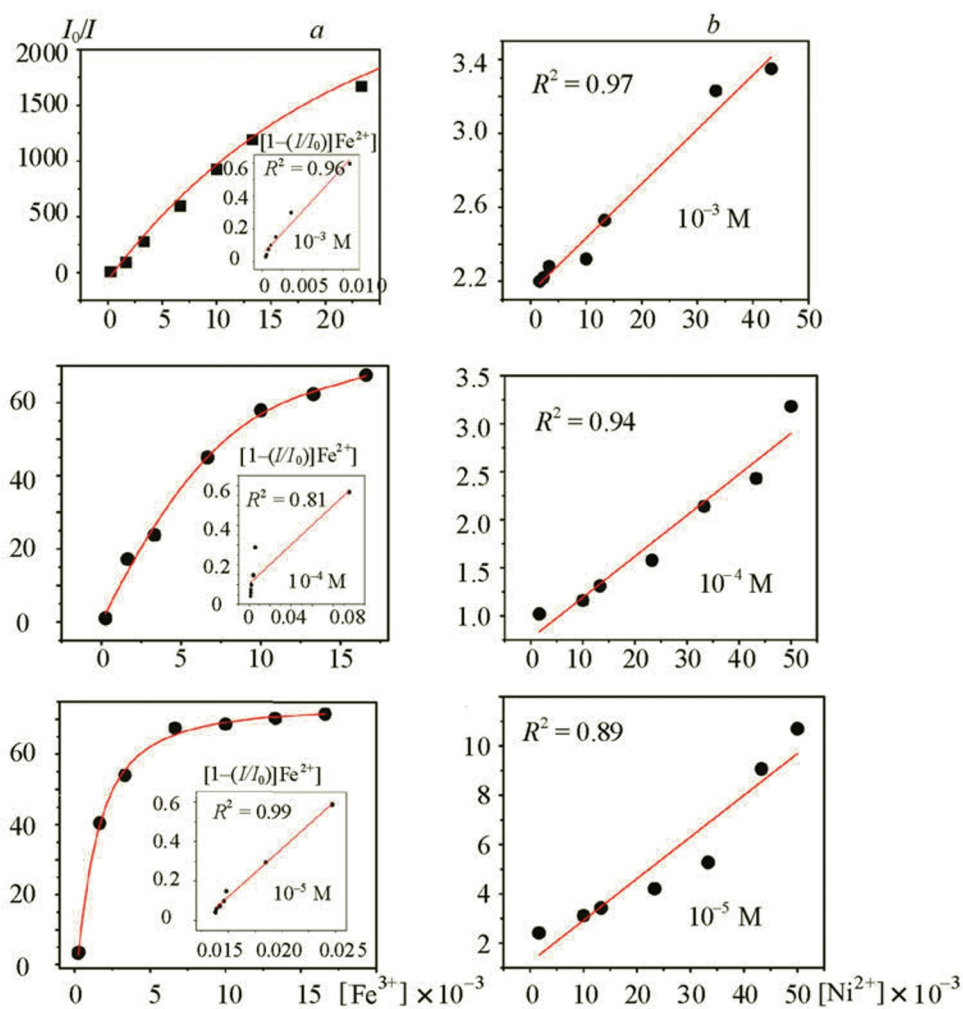 I₀/I
a
2000
1500
1000
500
0
[1–(I/I₀)]Fe²⁺]
R² = 0.96
0.6
0.4
0.2
0
10⁻³ M
0.005 0.010
0 5 10 15 20
b
3.4
3.0
2.6
2.2
R² = 0.97
10⁻³ M
0 10 20 30 40 50
60
40
20
0
[1–(I/I₀)]Fe²⁺]
0.6
0.4
0.2
0
R² = 0.81
10⁻⁴ M
0 0.04 0.08
0 5 10 15
3.5
3.0
2.5
2.0
1.5
1.0
R² = 0.94
10⁻⁴ M
0 10 20 30 40 50
60
40
20
0
[1–(I/I₀)]Fe²⁺]
0.6
0.4
0.2
0
R² = 0.99
10⁻⁵ M
0.015 0.020 0.025
0 5 10 15 [Fe³⁺] × 10⁻³
10
8
6
4
2
R² = 0.89
10⁻⁵ M
0 10 20 30 40 50 [Ni²⁺] × 10⁻³